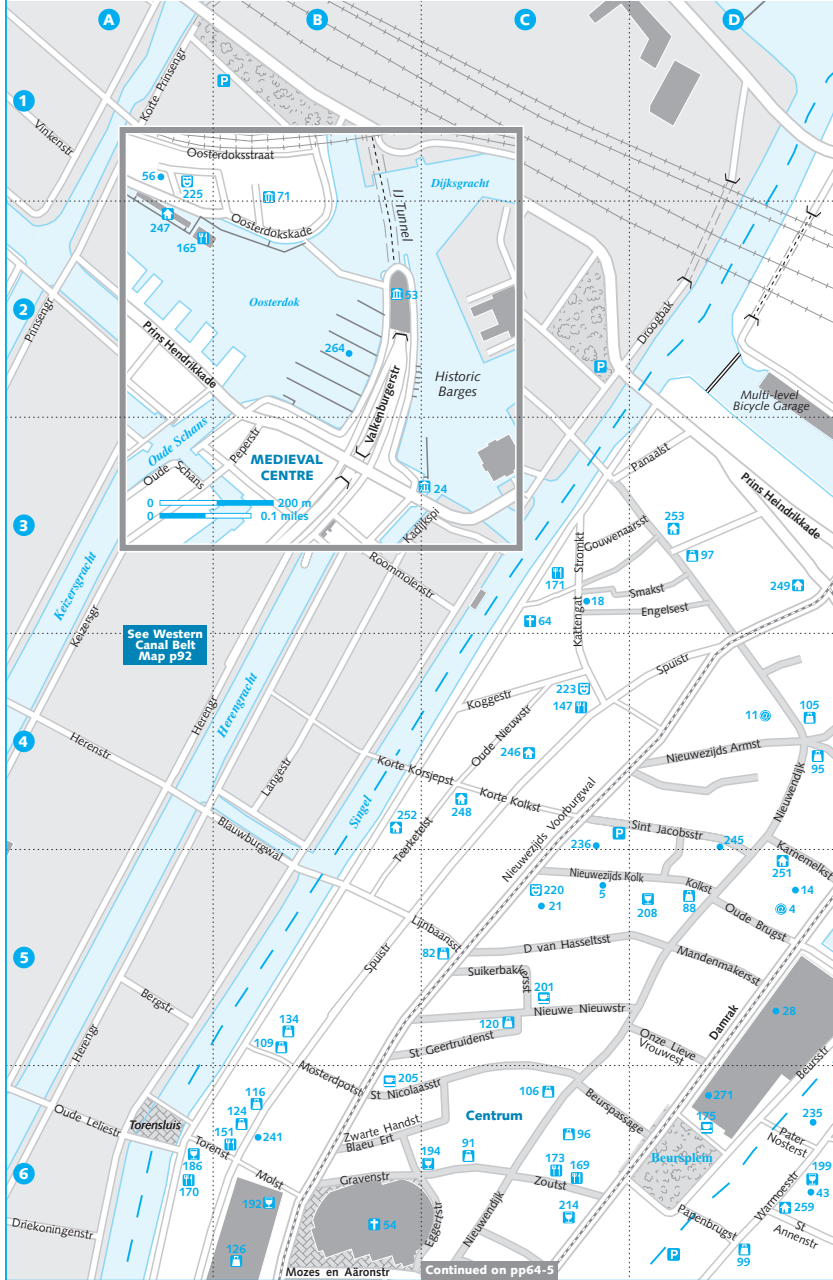 A
B
C
D
1
P
Korte Prinsengr
Vinkenstr
Oosterdoksstraat
56
225
71
Dijksgracht
IJ Tunnel
247
Oosterdokskade
165
Oosterdok
53
2
Prinsengr
Prins Hendrikkade
264
Historic
Barges
Droogbak
P
Multi-level
Bicycle Garage
Valkenburgerstr
Oude Schans
Oude Schans
Peperstr
MEDIEVAL
CENTRE
24
0 200 m
0 0.1 miles
Kadijkspl
3
Panaalst
Prins Heindrikkade
253
Gouwenaarsst
Stromkt
97
171
Roommolenstr
Smakst
249
18
Engelsest
64
Kattengat
Keizersgracht
Keizersgr
See Western
Canal Belt
Map p92
Spuistr
Herengr
Herengracht
Koggestr
223
147
105
11
4
Herenstr
Oude Nieuwstr
246
Nieuwezijds Armst
95
Langestr
Korte Korsjepst
Nieuwendijk
Singel
248
Korte Kolkst
Nieuwezijds Voorburgwal
252
Teerketelst
P
Sint Jacobsstr
245
Blauwburgwal
236
Karnemelkst
251
Nieuwezijds Kolk
Kolkst
220
5
14
208
88
4
21
Oude Brugst
Lijnbaansst
82
D van Hasseltsst
Mandenmakersst
5
Spuistr
Suikerbakkersst
201
Bergstr
Nieuwe Nieuwstr
Damrak
28
134
120
109
St Geertruidenst
Onze Lieve
Vrouwest
Herengr
Beursstr
Mosterdpotst
205
St Nicolaasstr
106
271
116
Beurspassage
124
Centrum
175
235
Oude Leliestr
Torensluis
151
241
Zwarte Handst
Blaeu Erf
96
Pater
Nosterst
Torenst
186
91
194
Beursplein
6
170
Molst
173
169
199
Gravenstr
Zoutst
43
192
Warmoesstr
259
214
Papenbrugst
St
Annenstr
54
Eggertstr
Nieuwendijk
Driekoningenstr
99
126
P
Mozes en Aäronstr
Continued on pp64-5